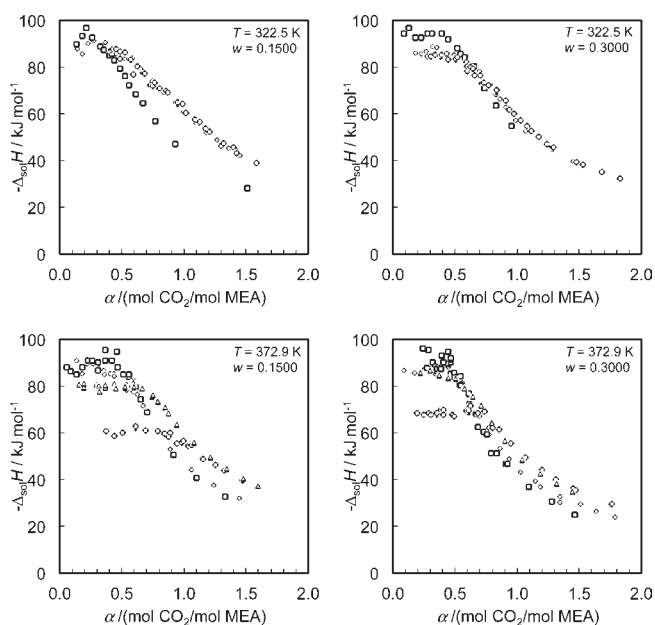 100
80
60
40
20
0
-ΔsolH / kJ·mol-1
T = 322.5 K
w = 0.1500
0.0 0.5 1.0 1.5 2.0
α /(mol CO2/mol MEA)
100
80
60
40
20
0
-ΔsolH / kJ·mol-1
T = 322.5 K
w = 0.3000
0.0 0.5 1.0 1.5 2.0
α /(mol CO2/mol MEA)
100
80
60
40
20
0
-ΔsolH / kJ·mol-1
T = 372.9 K
w = 0.1500
0.0 0.5 1.0 1.5 2.0
α /(mol CO2/mol MEA)
100
80
60
40
20
0
-ΔsolH / kJ·mol-1
T = 372.9 K
w = 0.3000
0.0 0.5 1.0 1.5 2.0
α /(mol CO2/mol MEA)